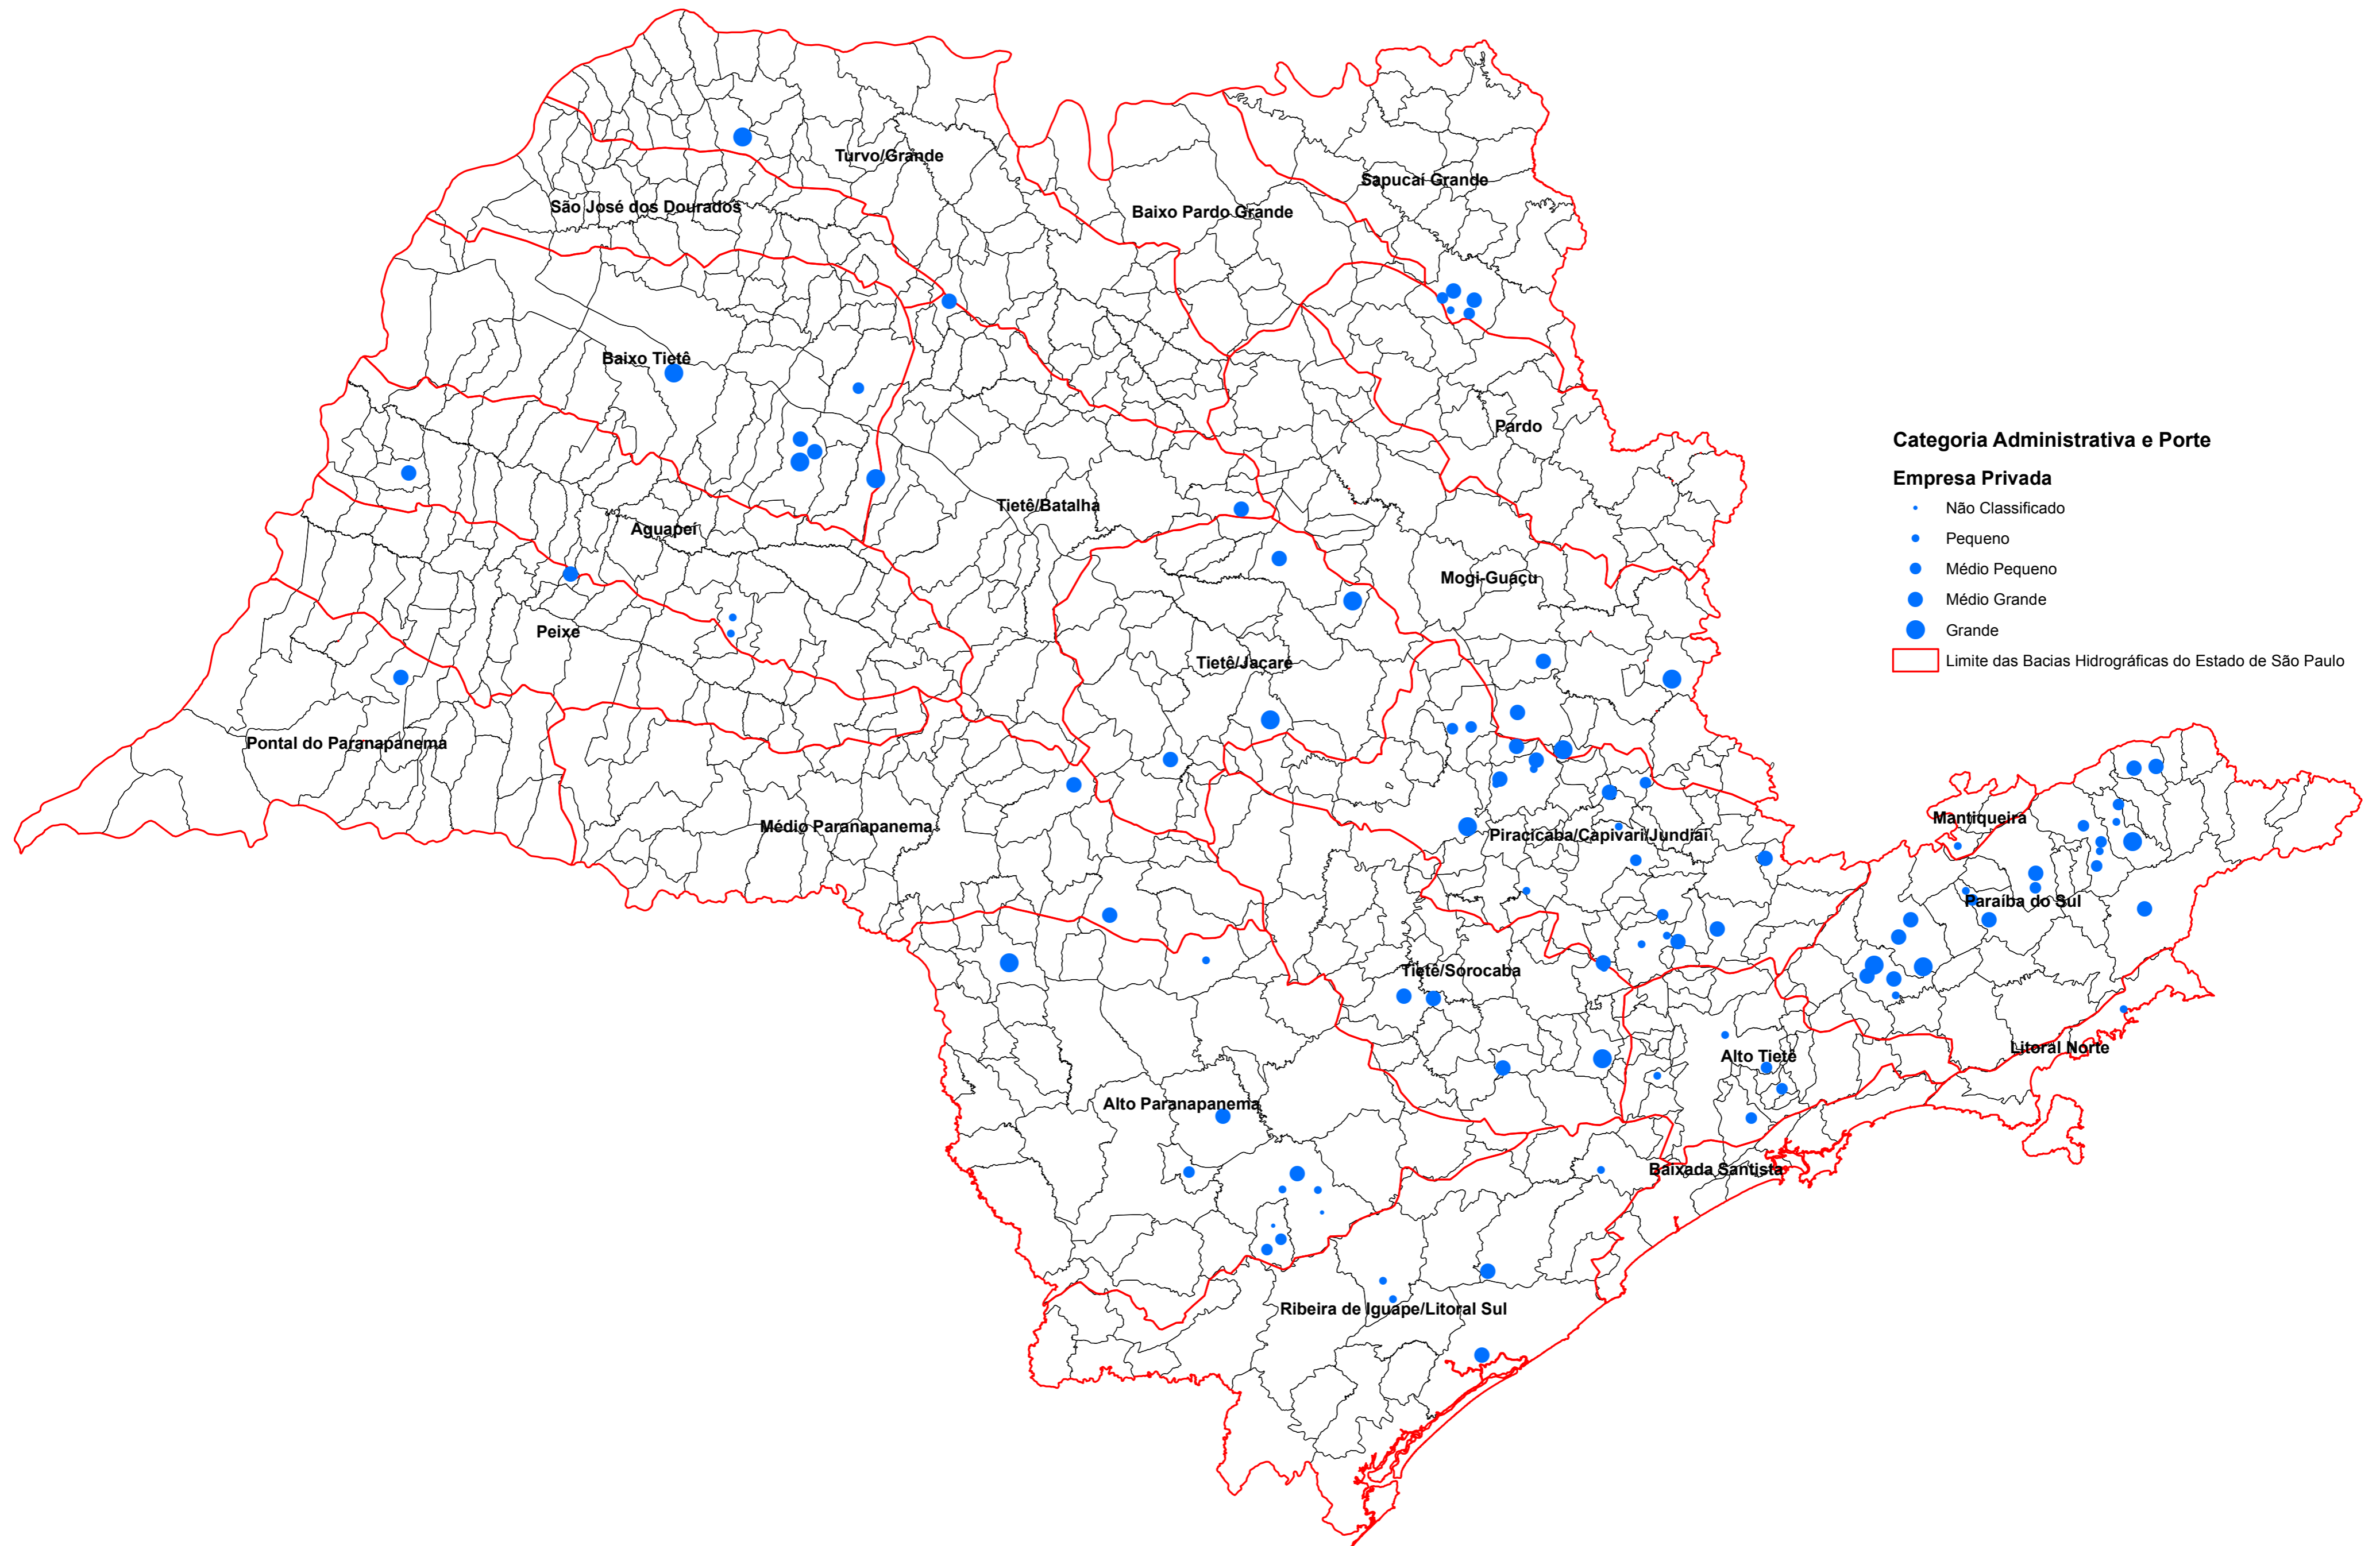 Turvo/Grande
Sapucaí Grande
São José dos Dourados
Baixo Pardo Grande
Baixo Tietê
Pardo
Categoria Administrativa e Porte
Empresa Privada
Não Classificado
Pequeno
Médio Pequeno
Médio Grande
Grande
Limite das Bacias Hidrográficas do Estado de São Paulo
Tietê/Batalha
Aguapeí
Mogi-Guaçu
Peixe
Tietê/Jacaré
Pontal do Paranapanema
Mantiqueira
Médio Paranapanema
Piracicaba/Capivari/Jundiaí
Paraíba do Sul
Tietê/Sorocaba
Litoral Norte
Alto Tietê
Alto Paranapanema
Baixada Santista
Ribeira de Iguape/Litoral Sul